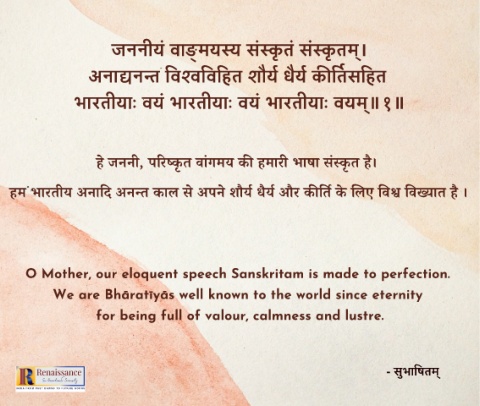 जननीयं वाङ्मयस्य संस्कृतं संस्कृतम्।
अनाद्यनन्त विश्वविहित शौर्य धैर्य कीर्तिसहित
भारतीयाः वयं भारतीयाः वयं भारतीयाः वयम्॥१॥
हे जननी, परिष्कृत वांगमय की हमारी भाषा संस्कृत है।
हम भारतीय अनादि अनन्त काल से अपने शौर्य धैर्य और कीर्ति के लिए विश्व विख्यात है ।
O Mother, our eloquent speech Sanskritam is made to perfection.
We are Bhāratīyās well known to the world since eternity
for being full of valour, calmness and lustre.
Renaissance
- सुभाषितम्